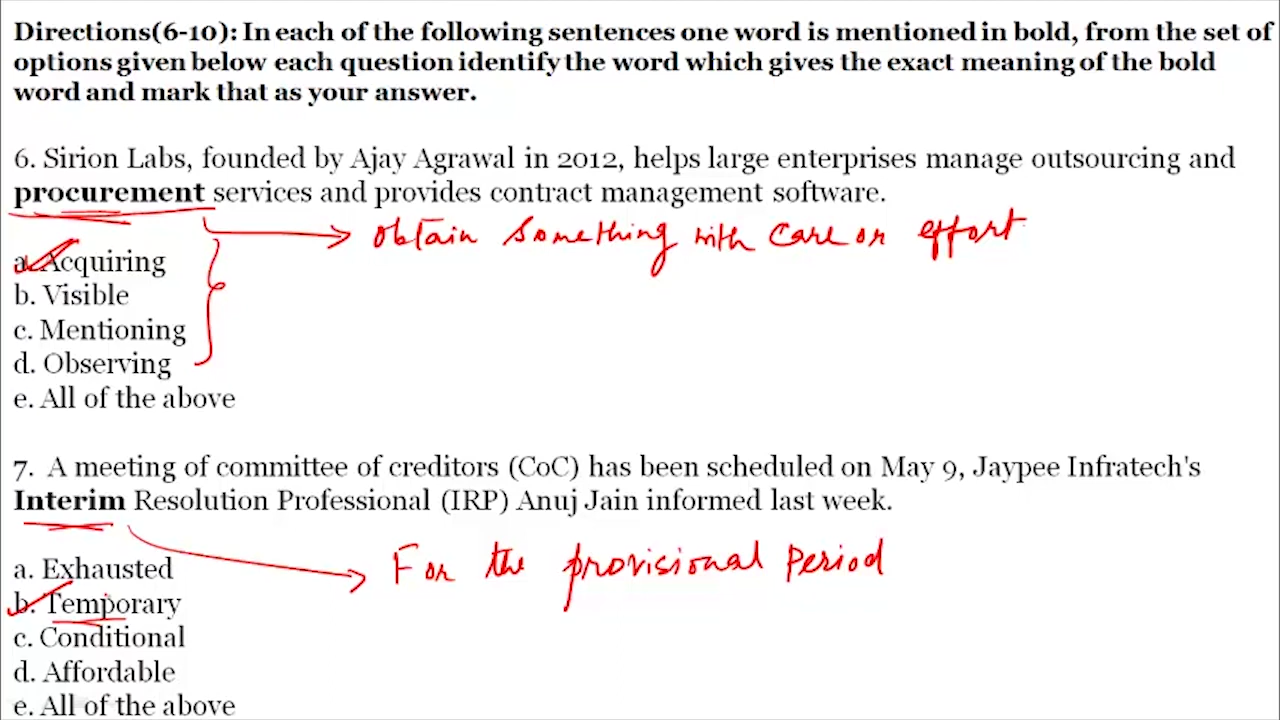 Directions(6-10): In each of the following sentences one word is mentioned in bold, from the set of
options given below each question identify the word which gives the exact meaning of the bold
word and mark that as your answer.
6. Sirion Labs, founded by Ajay Agrawal in 2012, helps large enterprises manage outsourcing and
procurement services and provides contract management software.
obtain something with care or effort
a. Acquiring
b. Visible
c. Mentioning
d. Observing
e. All of the above
7. A meeting of committee of creditors (CoC) has been scheduled on May 9, Jaypee Infratech's
Interim Resolution Professional (IRP) Anuj Jain informed last week.
For the provisional period
a. Exhausted
b. Temporary
c. Conditional
d. Affordable
e. All of the above